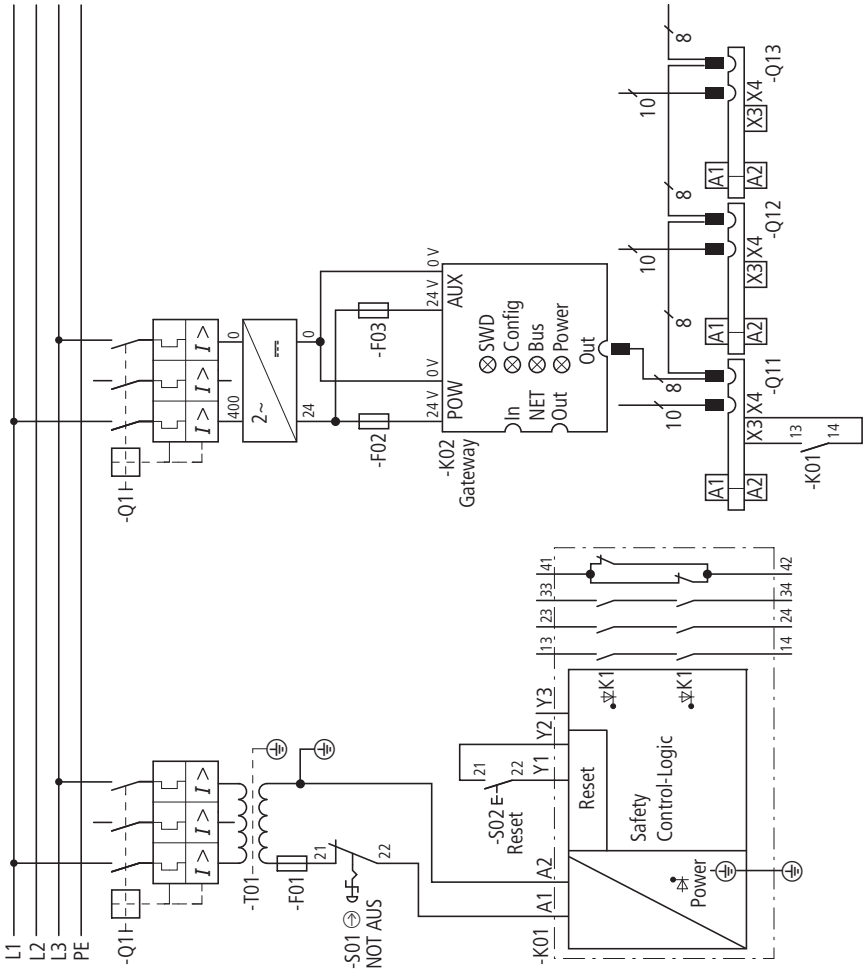 L1
L2
L3
PE
-Q1
I > I > I >
-T01
-F01
21
22
-S01
NOT AUS
-K01
A1 A2
Y1 Y2 Y3
21
22
-S02
Reset
Reset
Safety
Control-Logic
Power
K1
K1
13 23 33 41
14 24 34 42
-Q1
I > I > I >
400 0
2~
24 0
-F02
-F03
-K02
Gateway
24 V 0 V 24 V 0 V
POW AUX
In
NET
Out
SWD
Config
Bus
Power
Out
8
10
8
10
8
10
8
A1
A2
X3 X4
-Q11
A1
A2
X3 X4
-Q12
A1
A2
X3 X4
-Q13
13
14
-K01